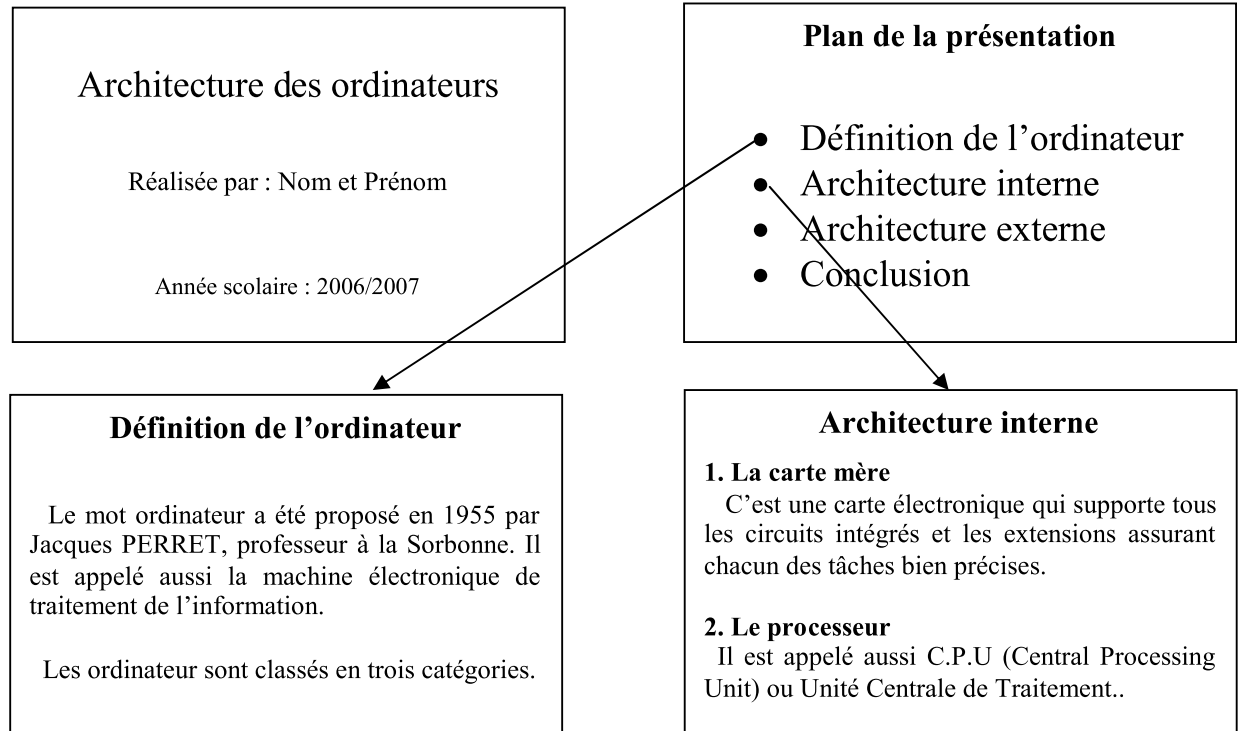 Architecture des ordinateurs
Réalisée par : Nom et Prénom
Année scolaire : 2006/2007
Plan de la présentation
• Définition de l’ordinateur
• Architecture interne
• Architecture externe
• Conclusion
Définition de l’ordinateur
Le mot ordinateur a été proposé en 1955 par
Jacques PERRET, professeur à la Sorbonne. Il
est appelé aussi la machine électronique de
traitement de l’information.
Les ordinateur sont classés en trois catégories.
Architecture interne
1. La carte mère
C’est une carte électronique qui supporte tous
les circuits intégrés et les extensions assurant
chacun des tâches bien précises.
2. Le processeur
Il est appelé aussi C.P.U (Central Processing
Unit) ou Unité Centrale de Traitement..